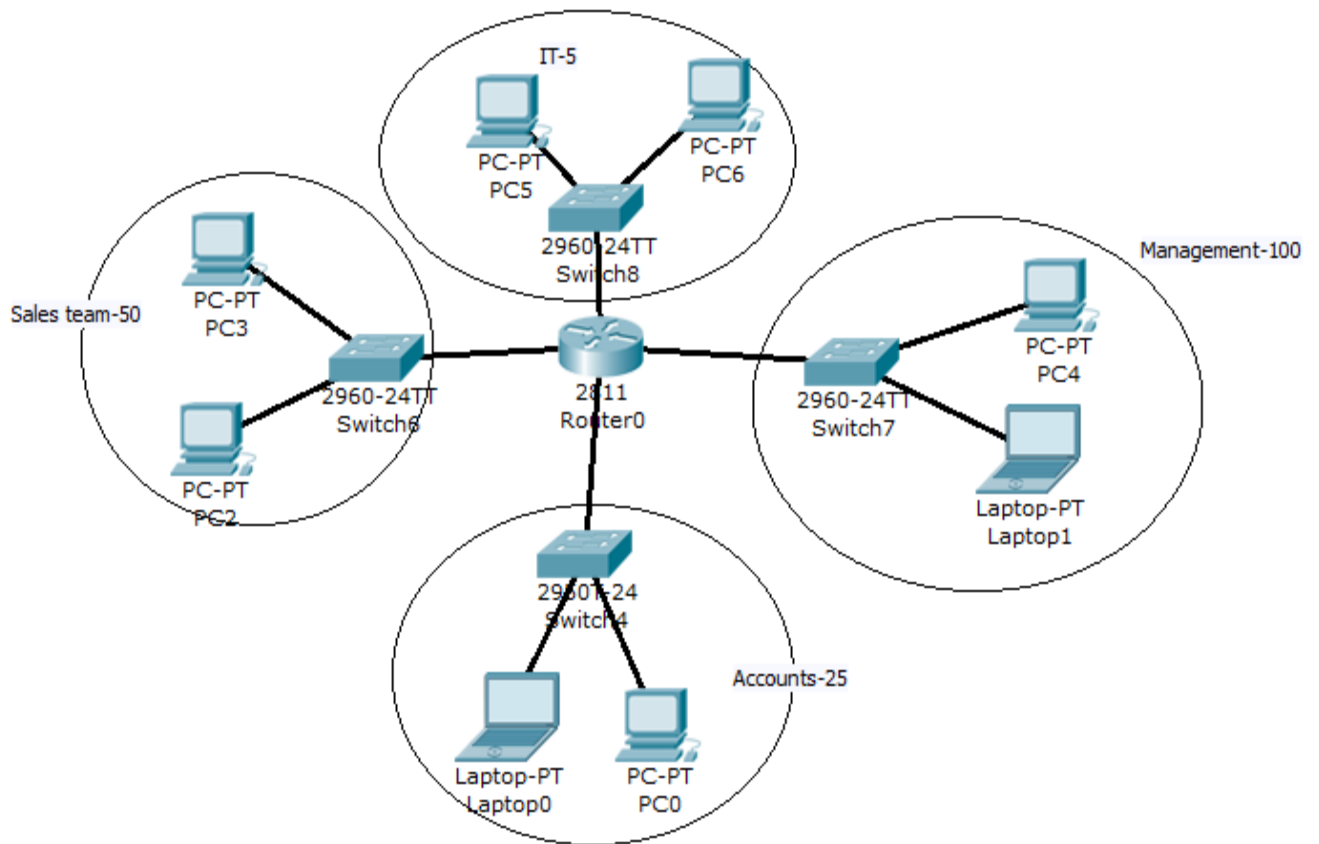 IT-5
PC-PT
PC5
PC-PT
PC6
2960-24TT
Switch8
Management-100
Sales team-50
PC-PT
PC3
2960-24TT
Switch6
2811
Router0
2960-24TT
Switch7
PC-PT
PC4
PC-PT
PC2
Laptop-PT
Laptop1
2950T-24
Switch4
Accounts-25
Laptop-PT
Laptop0
PC-PT
PC0